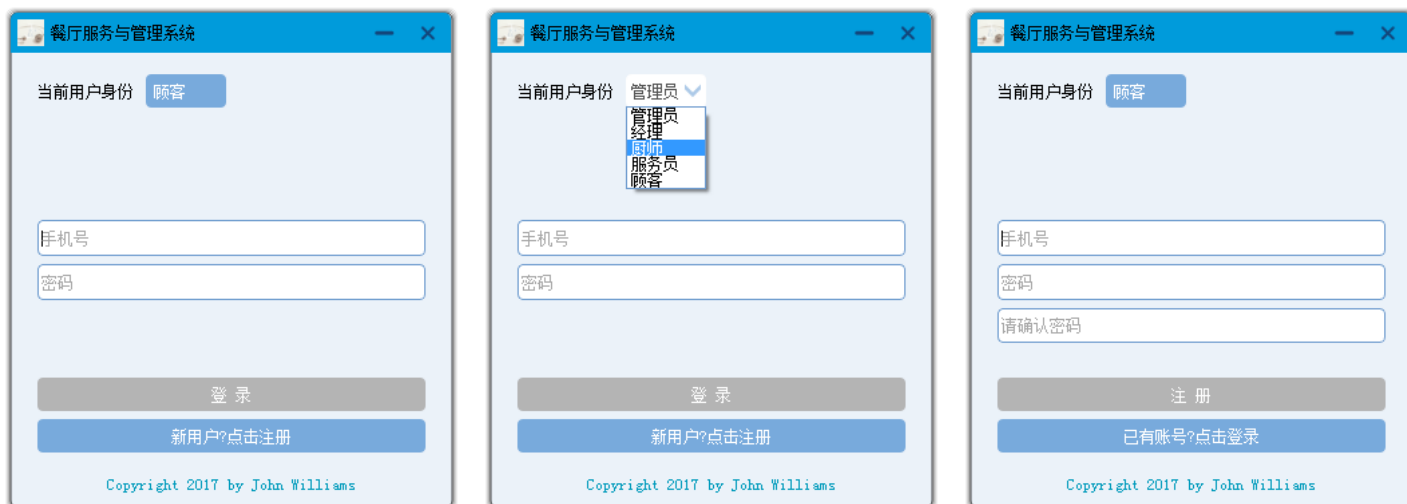 餐厅服务与管理系统
当前用户身份 顾客
手机号
密码
登 录
新用户?点击注册
Copyright 2017 by John Williams
餐厅服务与管理系统
当前用户身份 管理员
管理员
经理
厨师
服务员
顾客
手机号
密码
登 录
新用户?点击注册
Copyright 2017 by John Williams
餐厅服务与管理系统
当前用户身份 顾客
手机号
密码
请确认密码
注 册
已有账号?点击登录
Copyright 2017 by John Williams